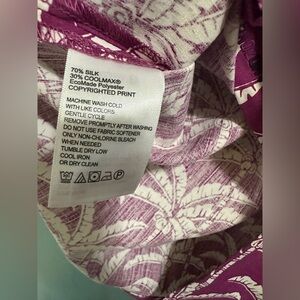 70% SILK
30% COOLMAX®
EcoMade Polyester
COPYRIGHTED PRINT
MACHINE WASH COLD
WITH LIKE COLORS
GENTLE CYCLE
REMOVE PROMPTLY AFTER WASHING
DO NOT USE FABRIC SOFTENER
ONLY NON-CHLORINE BLEACH
WHEN NEEDED
TUMBLE DRY LOW
COOL IRON
OR DRY CLEAN